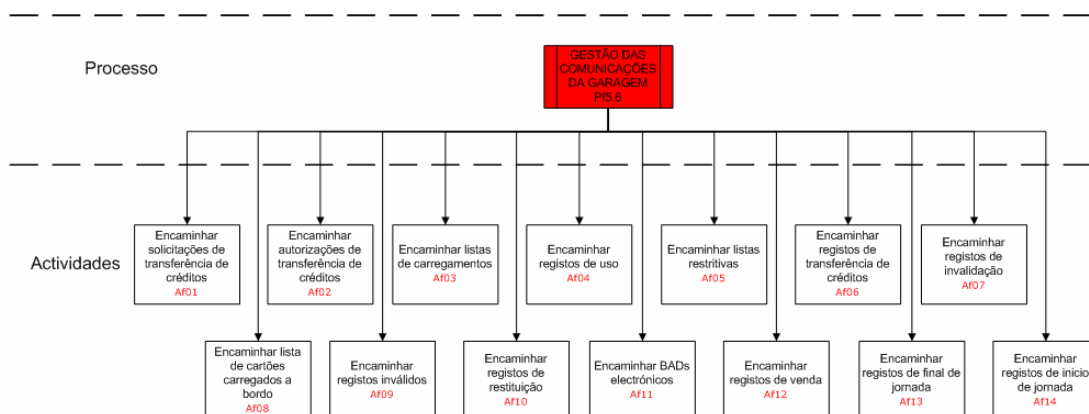 Processo
GESTÃO DAS
COMUNICAÇÕES
DA GARAGEM
Pf5.6
Actividades
Encaminhar
solicitações de
transferência de
créditos
Af01
Encaminhar
autorizações de
transferência de
créditos
Af02
Encaminhar listas
de carregamentos
Af03
Encaminhar
registos de uso
Af04
Encaminhar listas
restritivas
Af05
Encaminhar
registos de
transferência de
créditos
Af06
Encaminhar
registos de
invalidação
Af07
Encaminhar lista
de cartões
carregados a
bordo
Af08
Encaminhar
registos inválidos
Af09
Encaminhar
registos de
restituição
Af10
Encaminhar BADs
electrónicos
Af11
Encaminhar
registos de venda
Af12
Encaminhar
registos de final de
jornada
Af13
Encaminhar
registos de inicio
de jornada
Af14